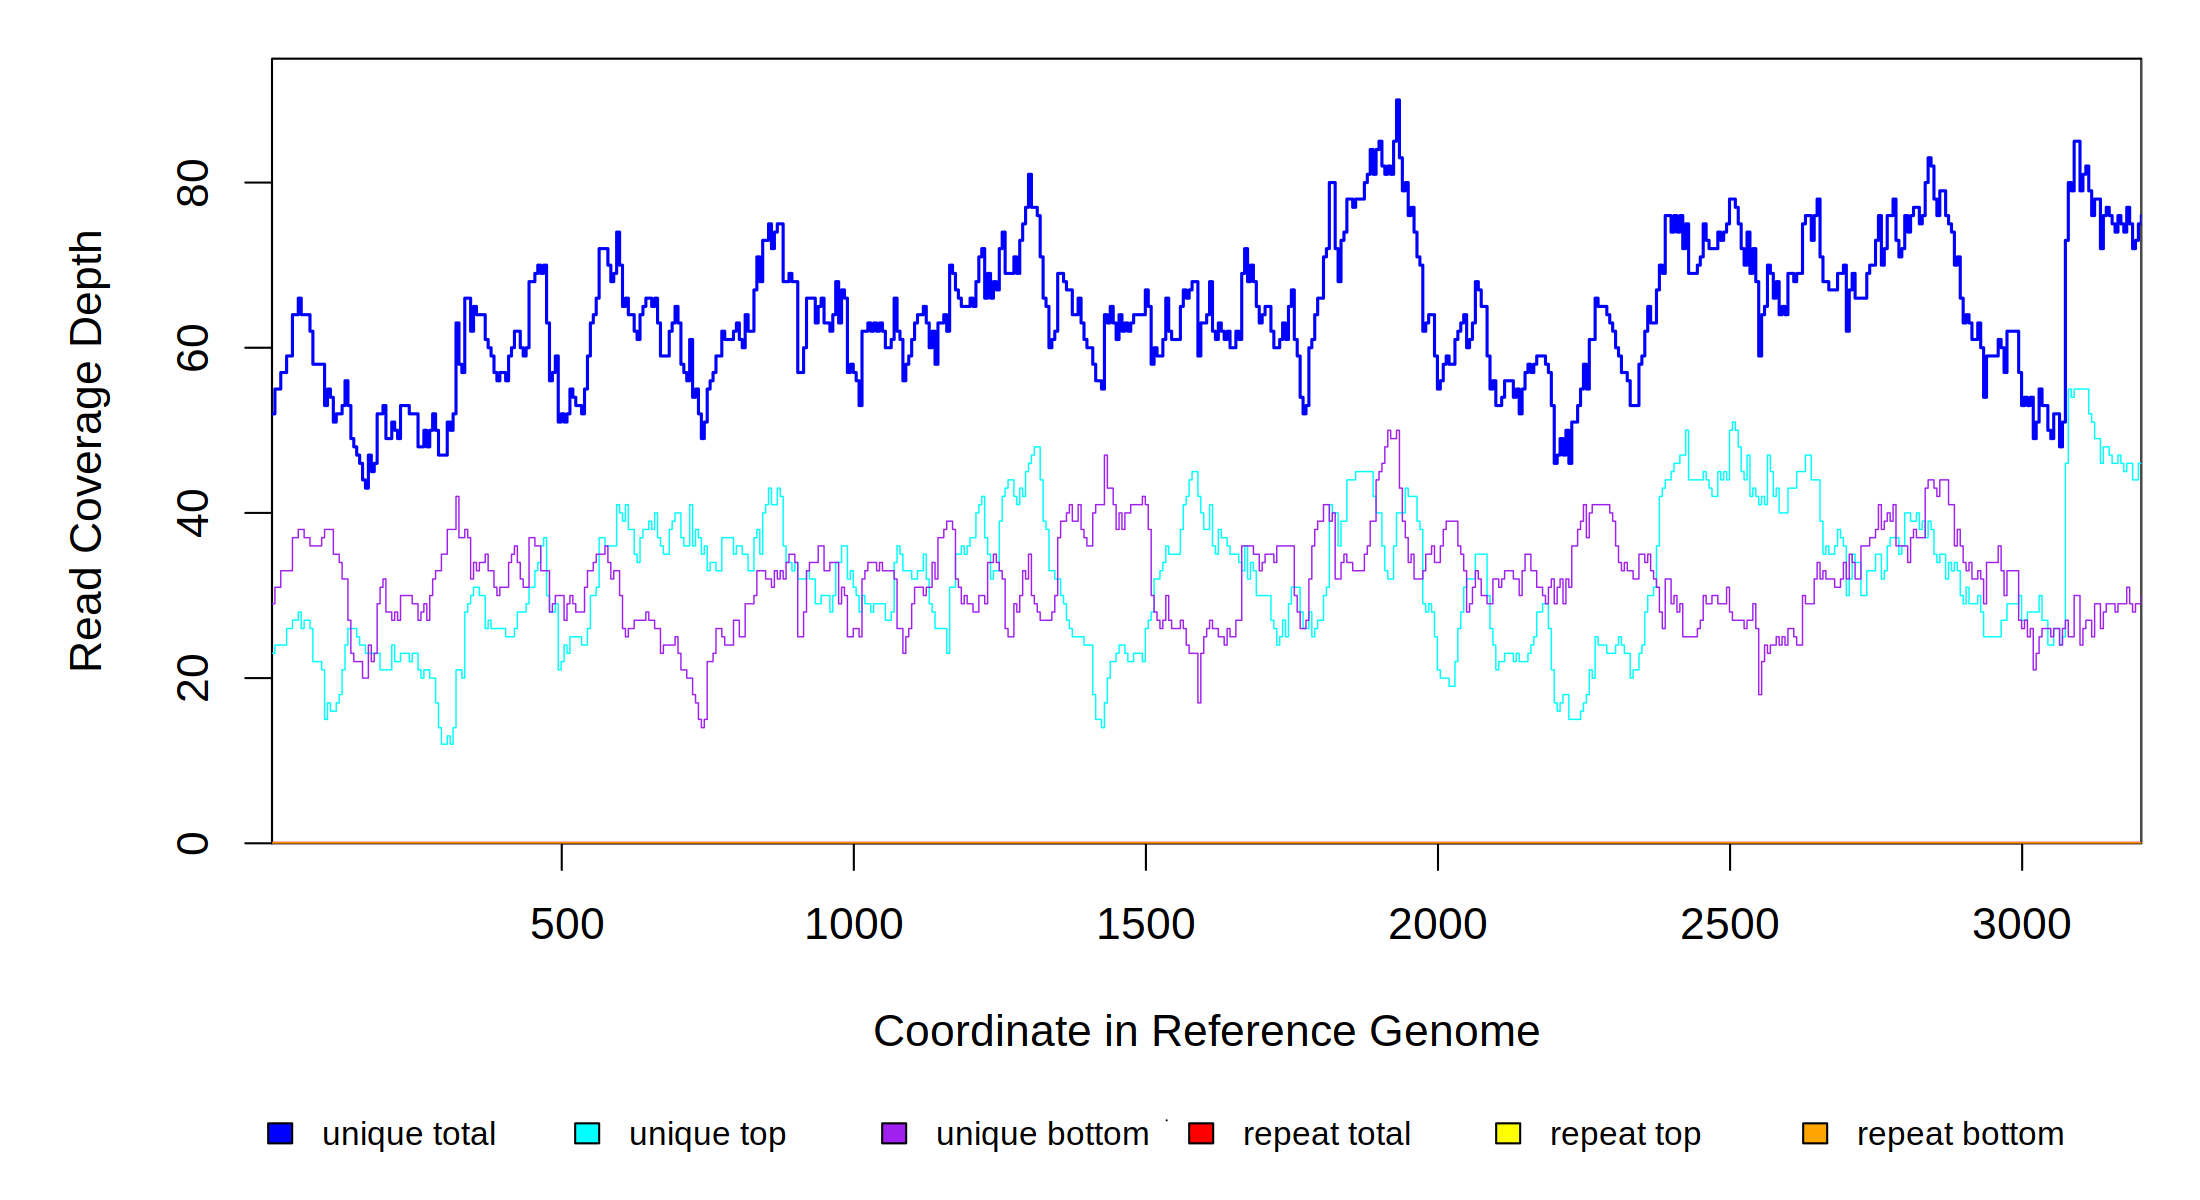 Read Coverage Depth
80
60
40
20
0
500 1000 1500 2000 2500 3000
Coordinate in Reference Genome
unique total unique top unique bottom repeat total repeat top repeat bottom